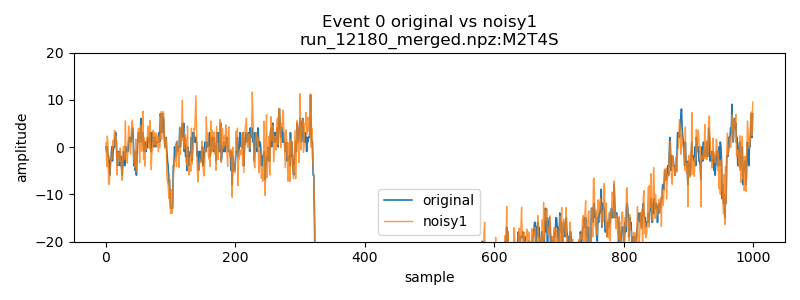 Event 0 original vs noisy1
run_12180_merged.npz:M2T4S
20
10
0
−10
−20
amplitude
original
noisy1
0 200 400 600 800 1000
sample